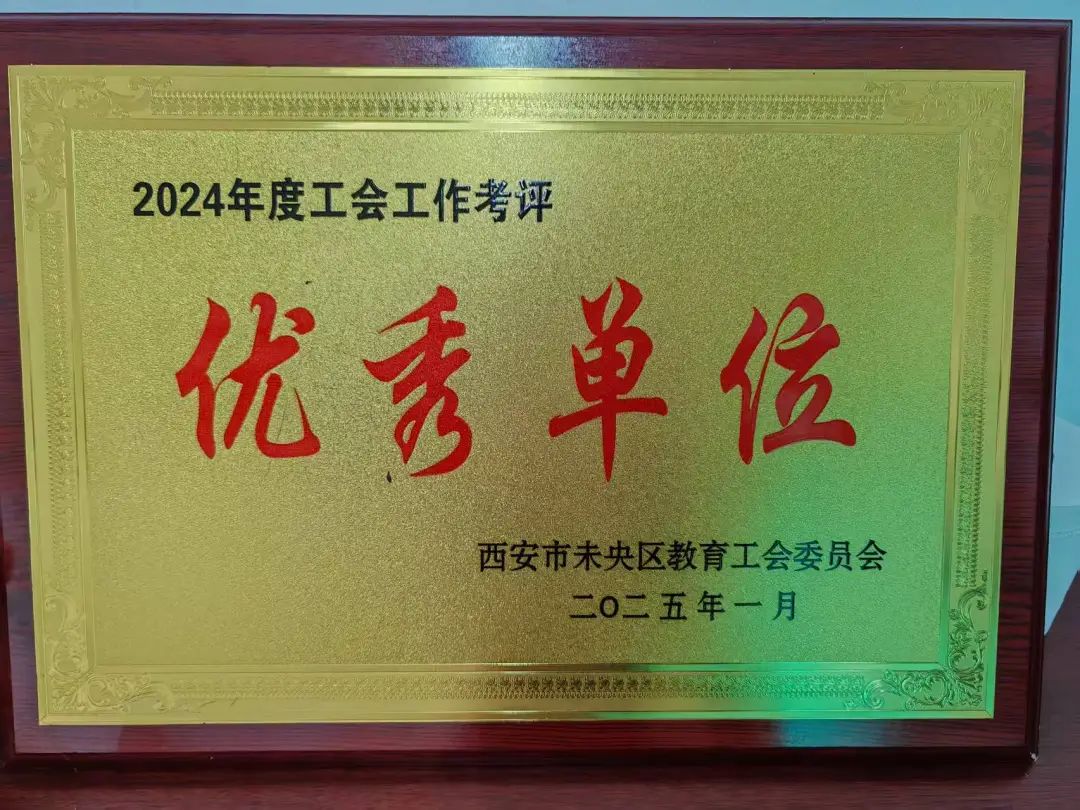 2024年度工会工作考评
优秀单位
西安市未央区教育工会委员会
二〇二五年一月